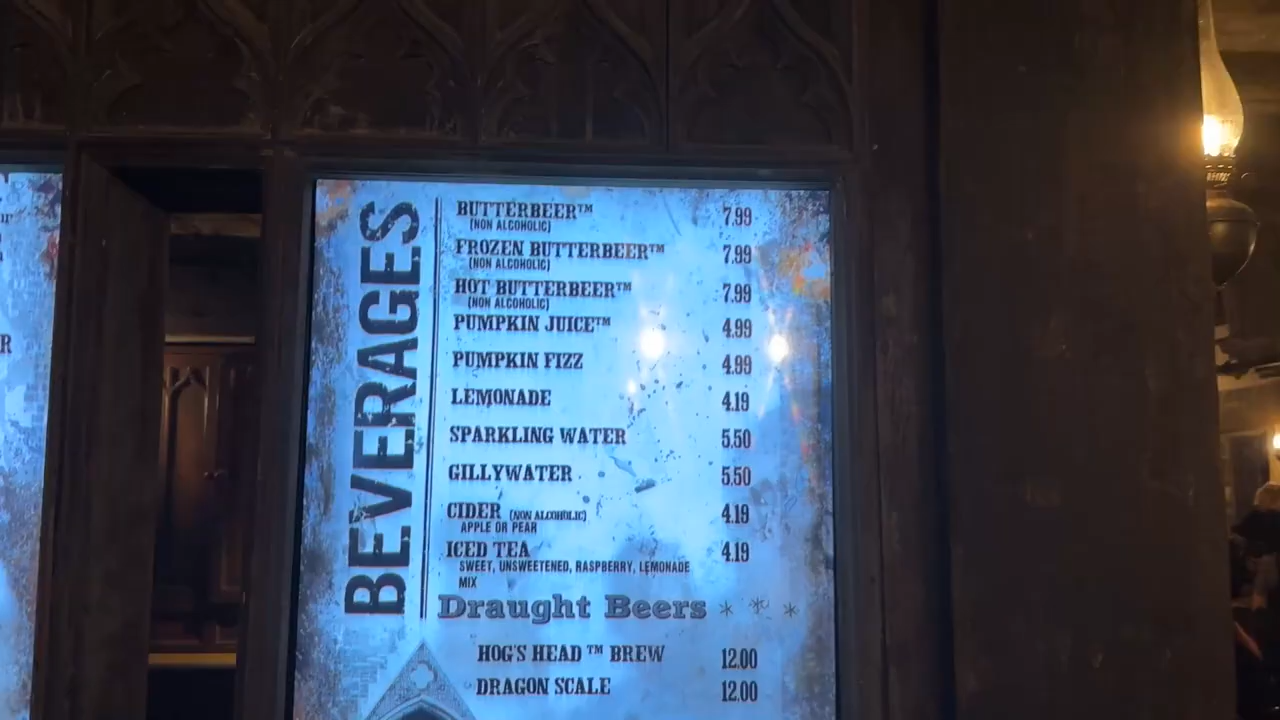 BEVERAGES
BUTTERBEER™ 7.99
(NON ALCOHOLIC)
FROZEN BUTTERBEER™ 7.99
(NON ALCOHOLIC)
HOT BUTTERBEER™ 7.99
(NON ALCOHOLIC)
PUMPKIN JUICE™ 4.99
PUMPKIN FIZZ 4.99
LEMONADE 4.19
SPARKLING WATER 5.50
GILLYWATER 5.50
CIDER (NON ALCOHOLIC) 4.19
APPLE OR PEAR
ICED TEA 4.19
SWEET, UNSWEETENED, RASPBERRY, LEMONADE
MIX
Draught Beers * * *
HOG'S HEAD ™ BREW 12.00
DRAGON SCALE 12.00